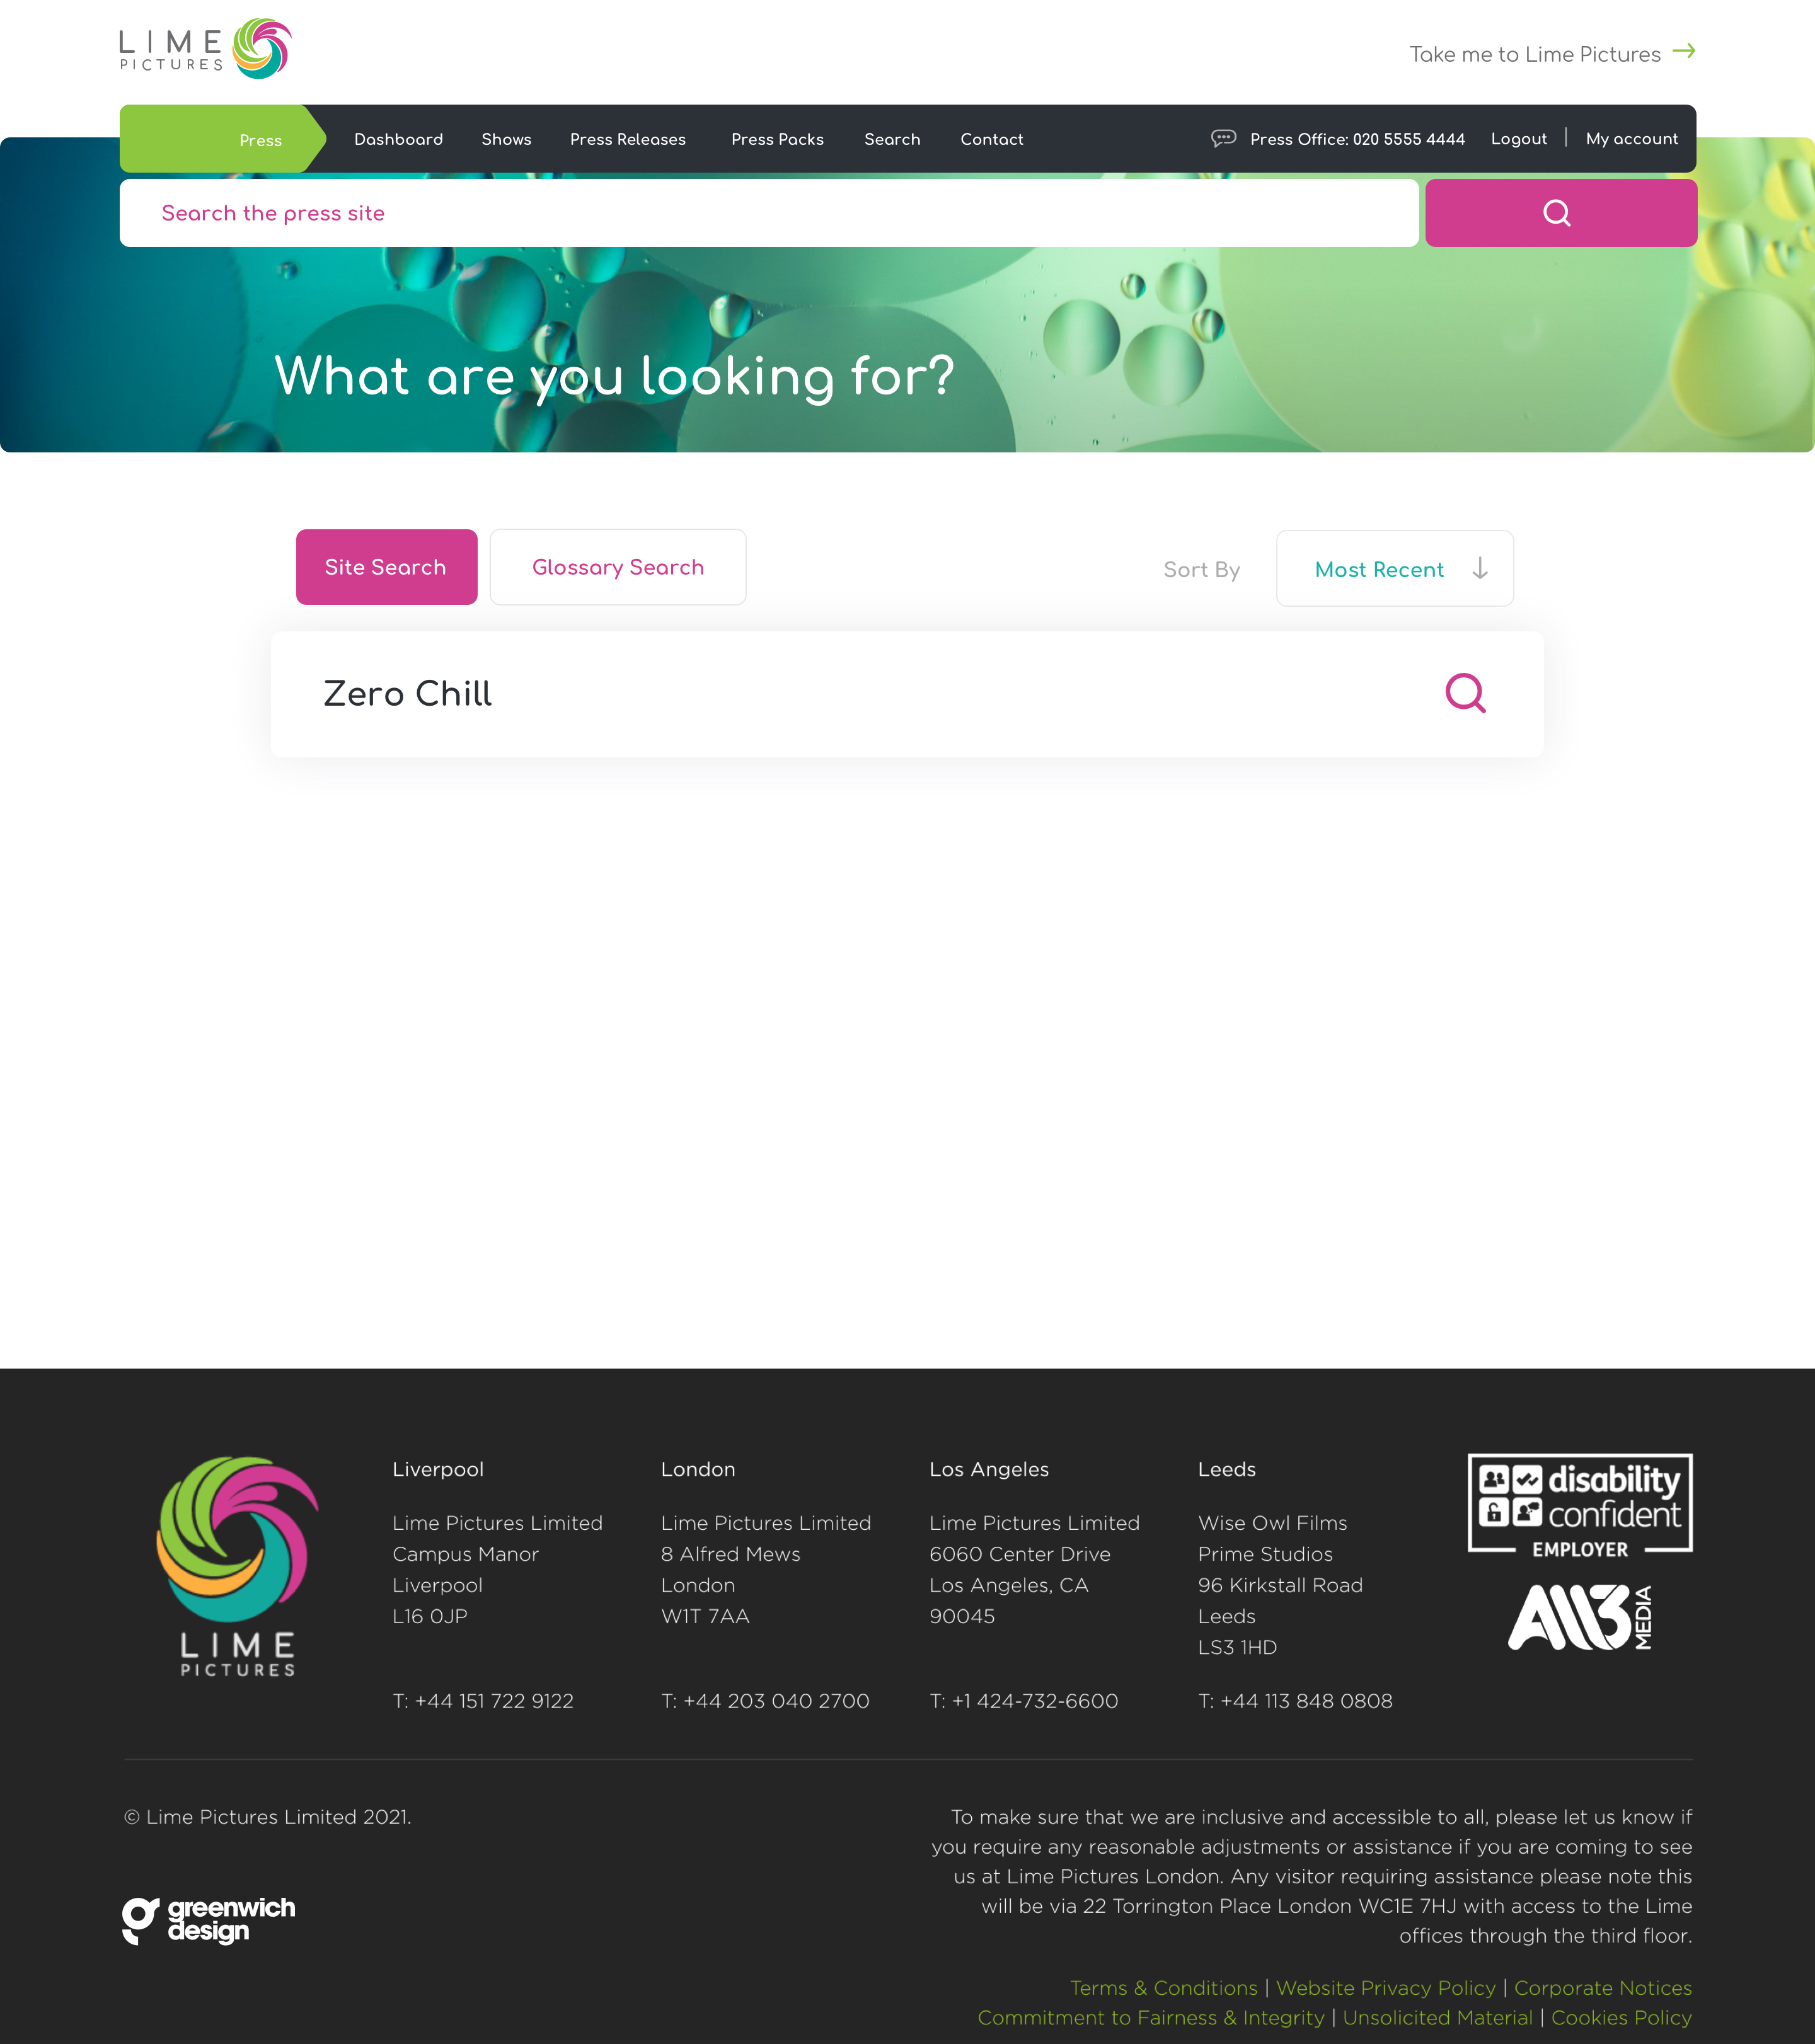 LIME
PICTURES
Take me to Lime Pictures
Press Dashboard Shows Press Releases Press Packs Search Contact Press Office: 020 5555 4444 Logout | My account
Search the press site
What are you looking for?
Site Search Glossary Search Sort By Most Recent
Zero Chill
Liverpool
Lime Pictures Limited
Campus Manor
Liverpool
L16 0JP
T: +44 151 722 9122
London
Lime Pictures Limited
8 Alfred Mews
London
W1T 7AA
T: +44 203 040 2700
Los Angeles
Lime Pictures Limited
6060 Center Drive
Los Angeles, CA
90045
T: +1 424-732-6600
Leeds
Wise Owl Films
Prime Studios
96 Kirkstall Road
Leeds
LS3 1HD
T: +44 113 848 0808
disability
confident
EMPLOYER
All3
MEDIA
LIME
PICTURES
© Lime Pictures Limited 2021.
greenwich
design
To make sure that we are inclusive and accessible to all, please let us know if
you require any reasonable adjustments or assistance if you are coming to see
us at Lime Pictures London. Any visitor requiring assistance please note this
will be via 22 Torrington Place London WC1E 7HJ with access to the Lime
offices through the third floor.
Terms & Conditions | Website Privacy Policy | Corporate Notices
Commitment to Fairness & Integrity | Unsolicited Material | Cookies Policy